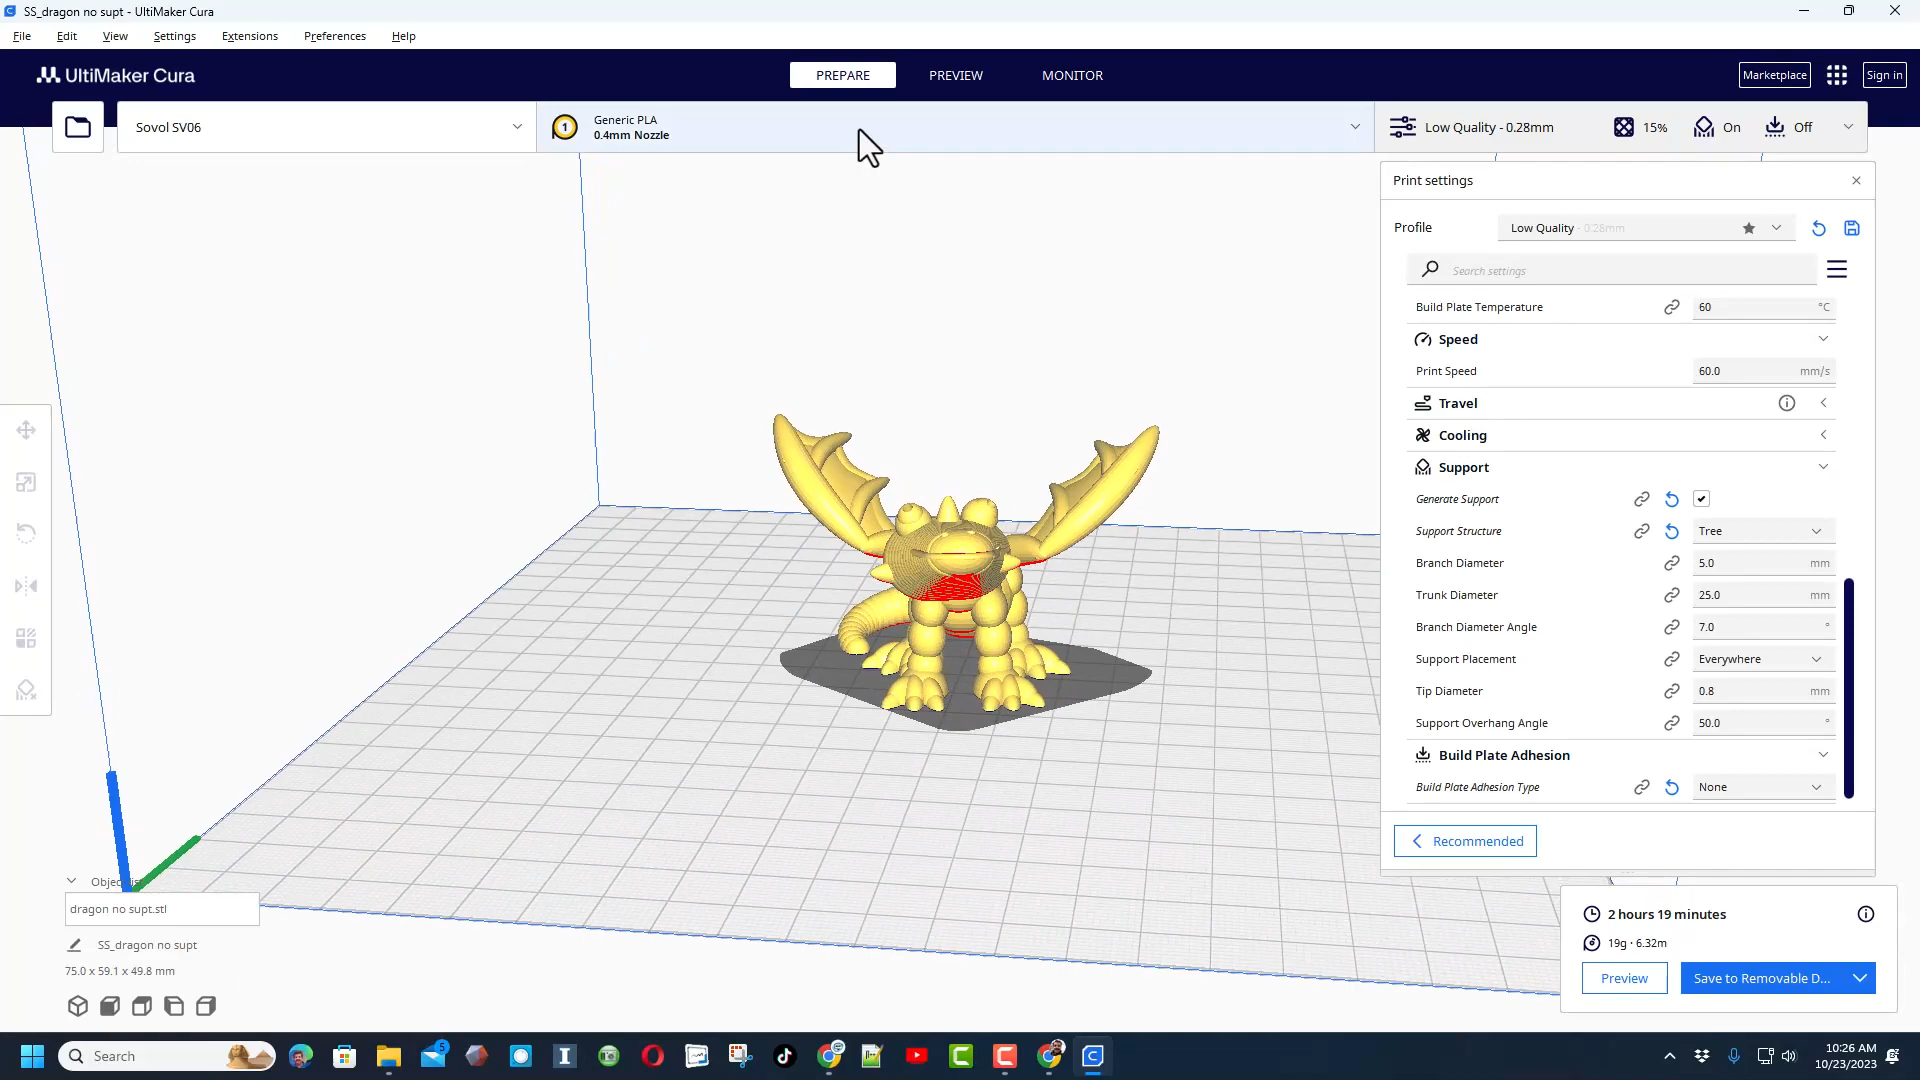 SS_dragon no supt - UltiMaker Cura
File Edit View Settings Extensions Preferences Help
UltiMaker Cura
PREPARE PREVIEW MONITOR
Marketplace
Sign in
Sovol SV06
1
Generic PLA
0.4mm Nozzle
Low Quality - 0.28mm
15%
On
Off
Print settings
Profile
Low Quality - 0.28mm
Search settings
Build Plate Temperature 60 °C
Speed
Print Speed 60.0 mm/s
Travel
Cooling
Support
Generate Support
Support Structure Tree
Branch Diameter 5.0 mm
Trunk Diameter 25.0 mm
Branch Diameter Angle 7.0 °
Support Placement Everywhere
Tip Diameter 0.8 mm
Support Overhang Angle 50.0 °
Build Plate Adhesion
Build Plate Adhesion Type None
Recommended
2 hours 19 minutes
19g · 6.32m
Preview
Save to Removable D...
dragon no supt.stl
SS_dragon no supt
75.0 x 59.1 x 49.8 mm
Search
5
10:26 AM
10/23/2023